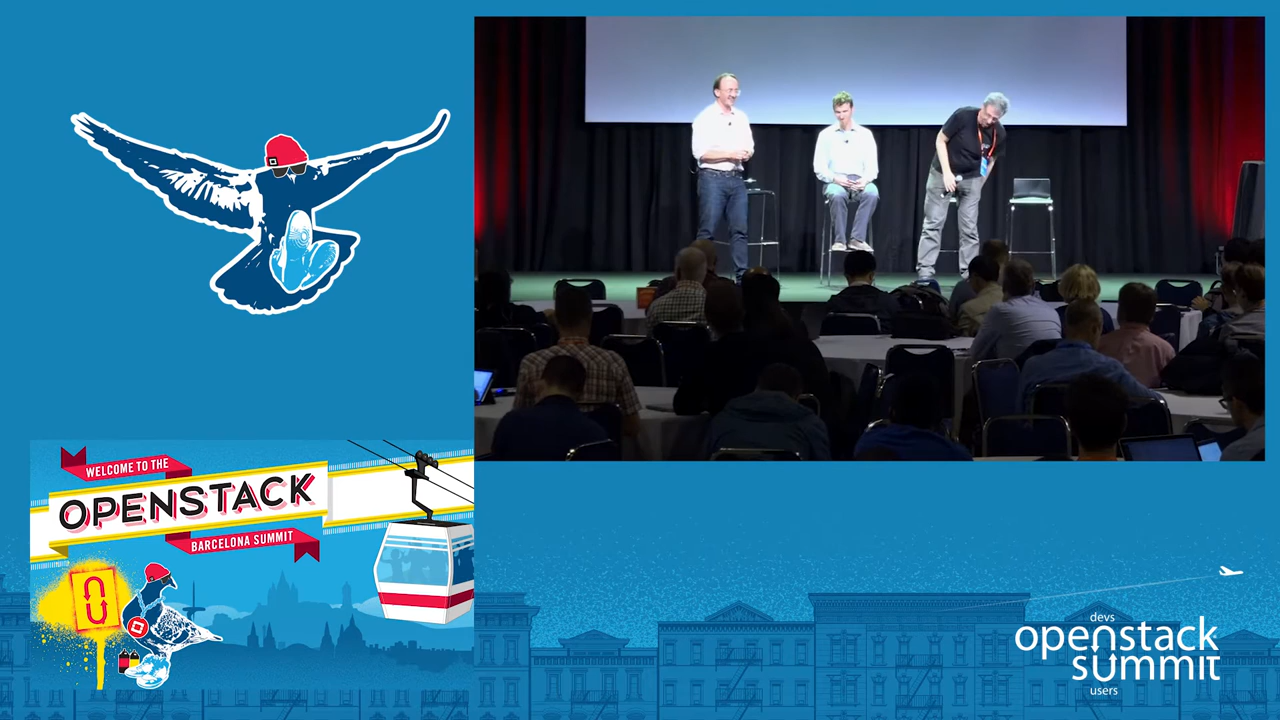 WELCOME TO THE
OPENSTACK
BARCELONA SUMMIT
devs
openstack
summit
users